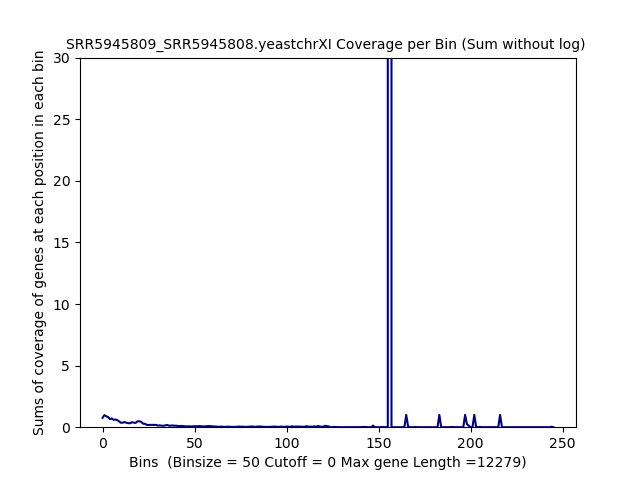 SRR5945809_SRR5945808.yeastchrXI Coverage per Bin (Sum without log)
Sums of coverage of genes at each position in each bin
30
25
20
15
10
5
0
0 50 100 150 200 250
Bins  (Binsize = 50 Cutoff = 0 Max gene Length =12279)